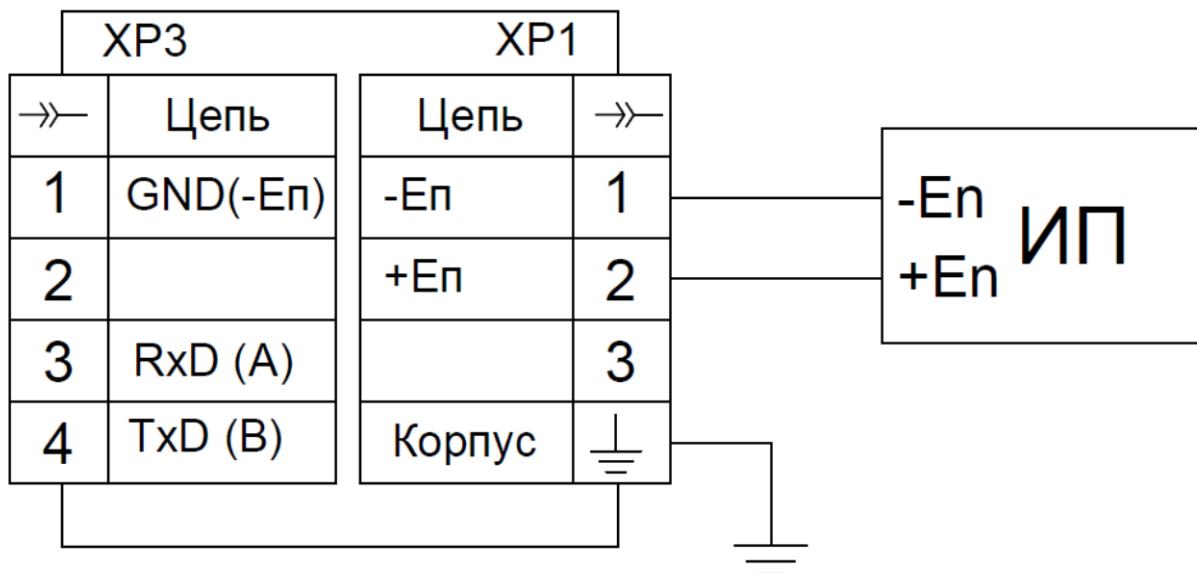 XP3 XP1
Цепь Цепь
1 GND(-Eп) -Eп 1
2 +Eп 2
3 RxD (A) 3
4 TxD (B) Корпус
-En
+En
ИП